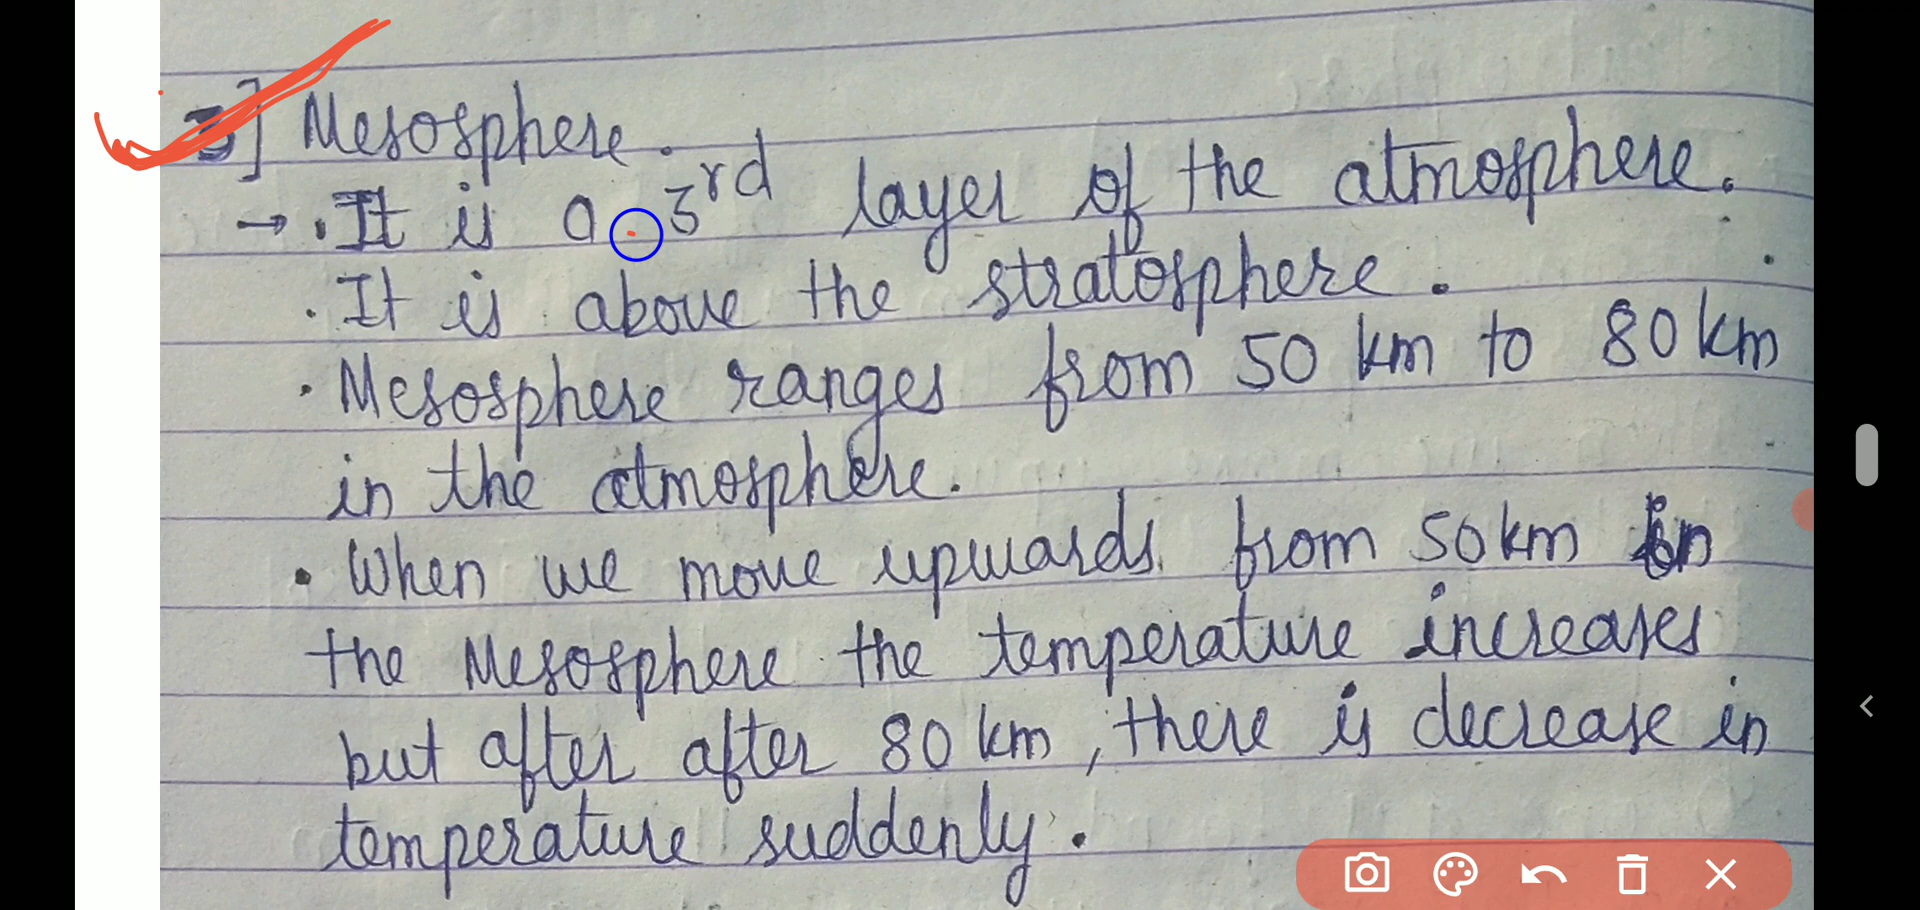 3] Mesosphere.
→ . It is a 3rd layer of the atmosphere.
. It is above the stratosphere.
. Mesosphere ranges from 50 km to 80 km
in the atmosphere.
. When we move upwards from 50 km in
the Mesosphere the temperature increases
but after after 80 km, there is decrease in
temperature suddenly.